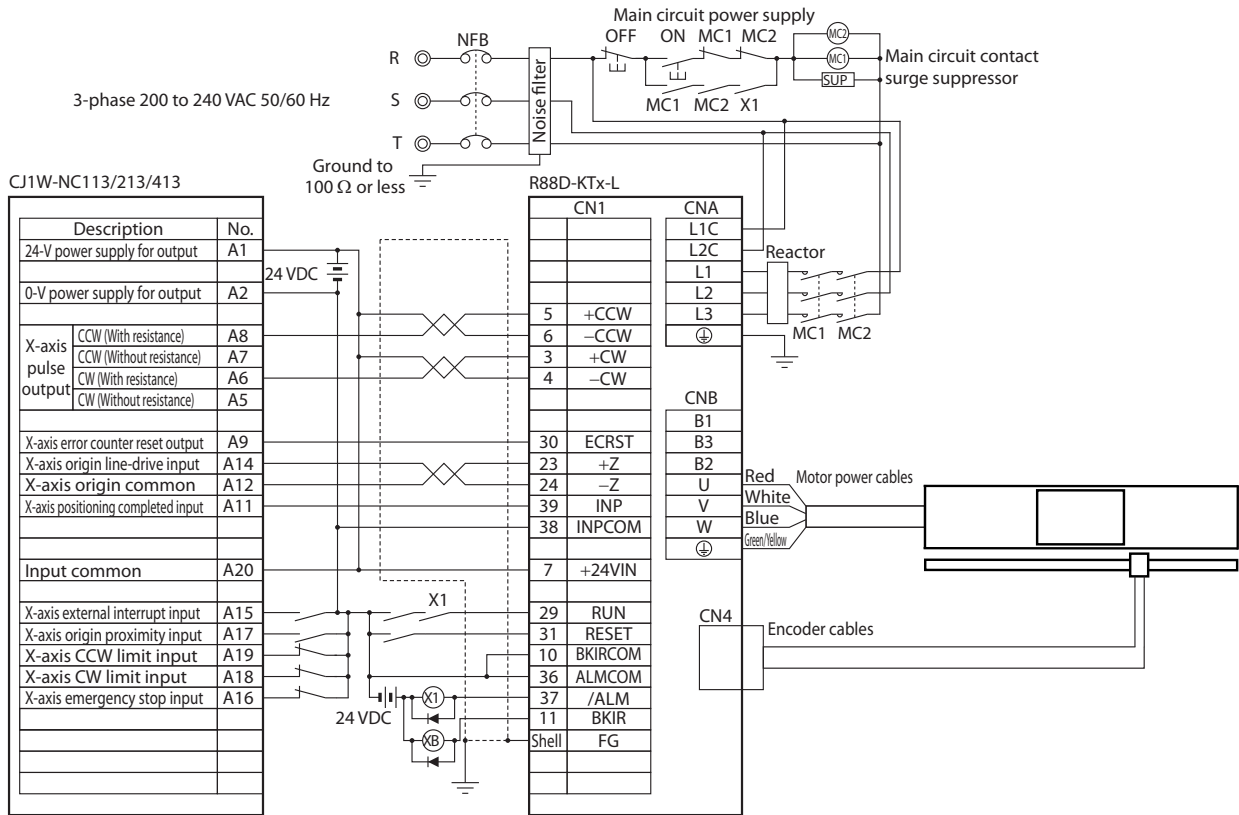 Main circuit power supply
NFB
OFF ON MC1 MC2
MC2
R
MC1
Main circuit contact
surge suppressor
SUP
3-phase 200 to 240 VAC 50/60 Hz
S
Noise filter
MC1 MC2 X1
T
Ground to
100 Ω or less
CJ1W-NC113/213/413
R88D-KTx-L
CN1 CNA
Description No.
L1C
24-V power supply for output A1
L2C
Reactor
24 VDC
L1
0-V power supply for output A2
L2
5 +CCW
L3
MC1 MC2
X-axis pulse output
CCW (With resistance) A8
6 −CCW
CCW (Without resistance) A7
3 +CW
CW (With resistance) A6
4 −CW
CW (Without resistance) A5
CNB
B1
X-axis error counter reset output A9
30 ECRST
B3
X-axis origin line-drive input A14
23 +Z
B2
X-axis origin common A12
24 −Z
U
Red
Motor power cables
X-axis positioning completed input A11
39 INP
V
White
38 INPCOM
W
Blue
Green/Yellow
Input common A20
7 +24VIN
X1
X-axis external interrupt input A15
29 RUN
CN4
X-axis origin proximity input A17
31 RESET
Encoder cables
X-axis CCW limit input A19
10 BKIRCOM
X-axis CW limit input A18
36 ALMCOM
X-axis emergency stop input A16
24 VDC
X1
37 /ALM
11 BKIR
XB
Shell FG